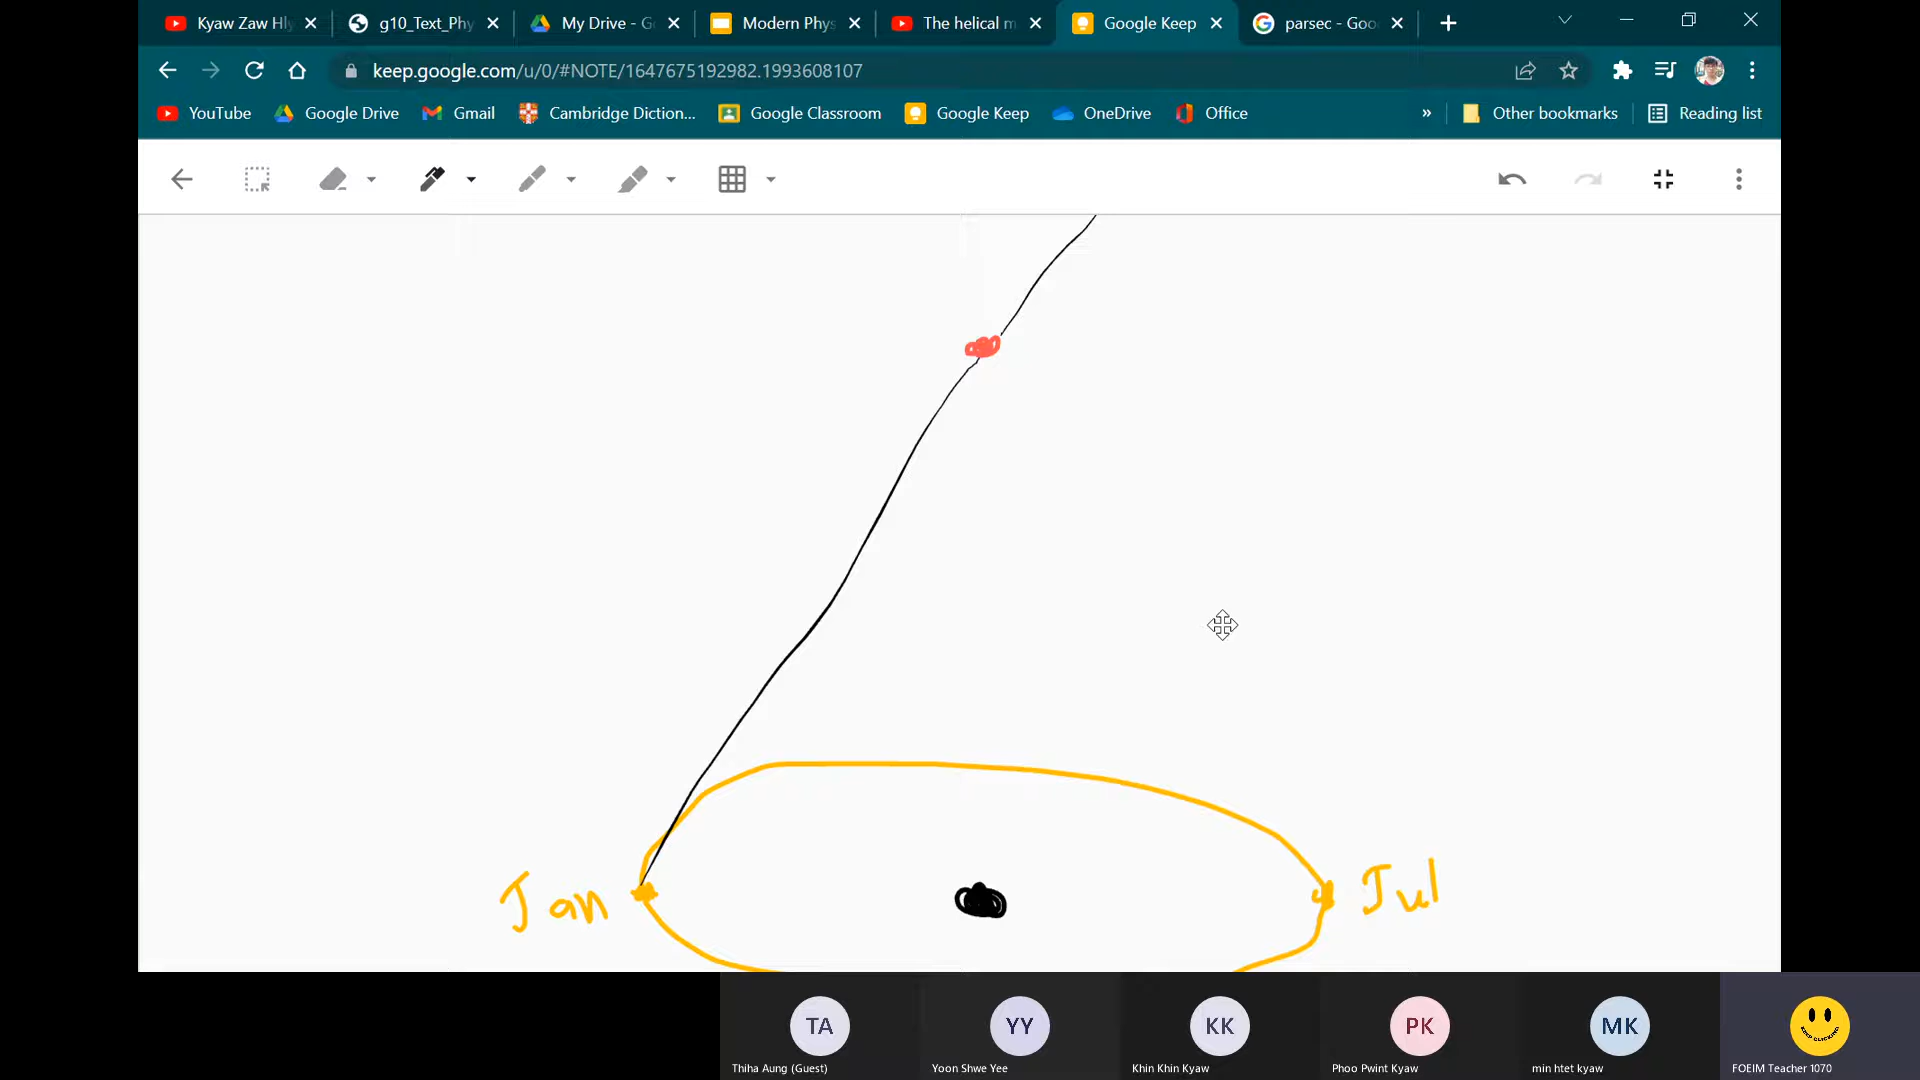 Kyaw Zaw Hl
g10_Text_Phy
My Drive - G
Modern Phys
The helical m
Google Keep
parsec - Goo
keep.google.com/u/0/#NOTE/1647675192982.1993608107
YouTube
Google Drive
Gmail
Cambridge Diction...
Google Classroom
Google Keep
OneDrive
Office
»
Other bookmarks
Reading list
Jan
Jul
TA
YY
KK
PK
MK
KEEP CLICKING
Thiha Aung (Guest)
Yoon Shwe Yee
Khin Khin Kyaw
Phoo Pwint Kyaw
min htet kyaw
FOEIM Teacher 1070